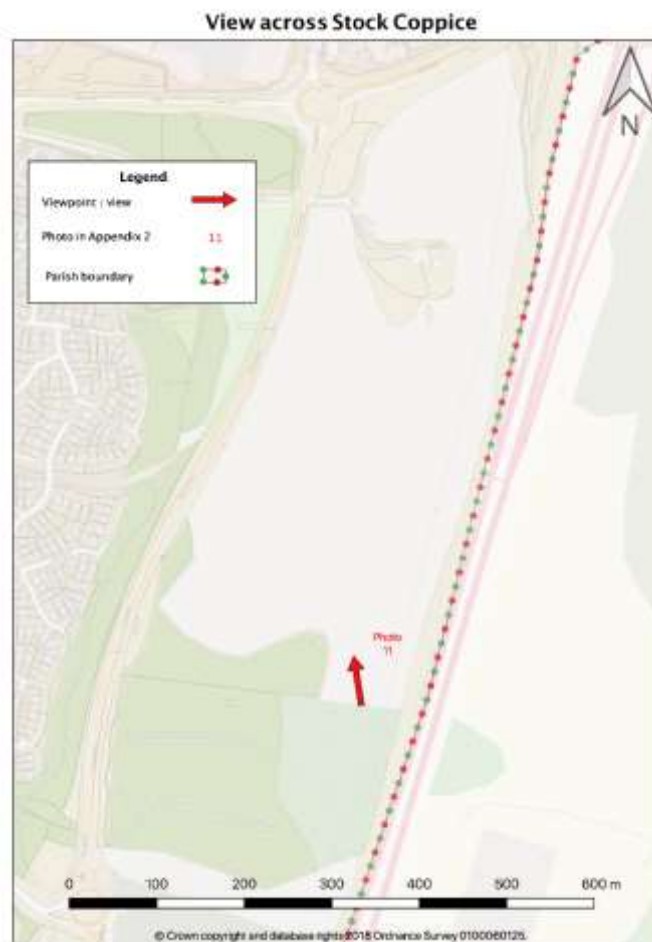 View across Stock Coppice
N
Legend
Viewpoint : view
Photo in Appendix 2
11
Parish boundary
Photo
11
0 100 200 300 400 500 600 m
© Crown copyright and database rights 2018 Ordnance Survey 0100060125.